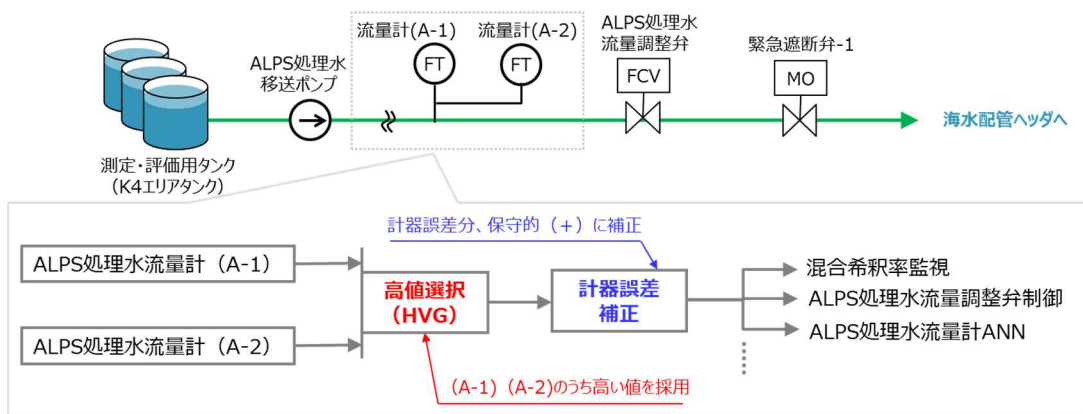 流量計(A-1)
流量計(A-2)
ALPS処理水
流量調整弁
緊急遮断弁-1
ALPS処理水
移送ポンプ
FT
FT
FCV
MO
海水配管ヘッダへ
測定・評価用タンク
(K4エリアタンク)
計器誤差分、保守的（+）に補正
ALPS処理水流量計（A-1）
高値選択
（HVG）
計器誤差
補正
混合希釈率監視
ALPS処理水流量調整弁制御
ALPS処理水流量計ANN
ALPS処理水流量計（A-2）
(A-1)（A-2)のうち高い値を採用